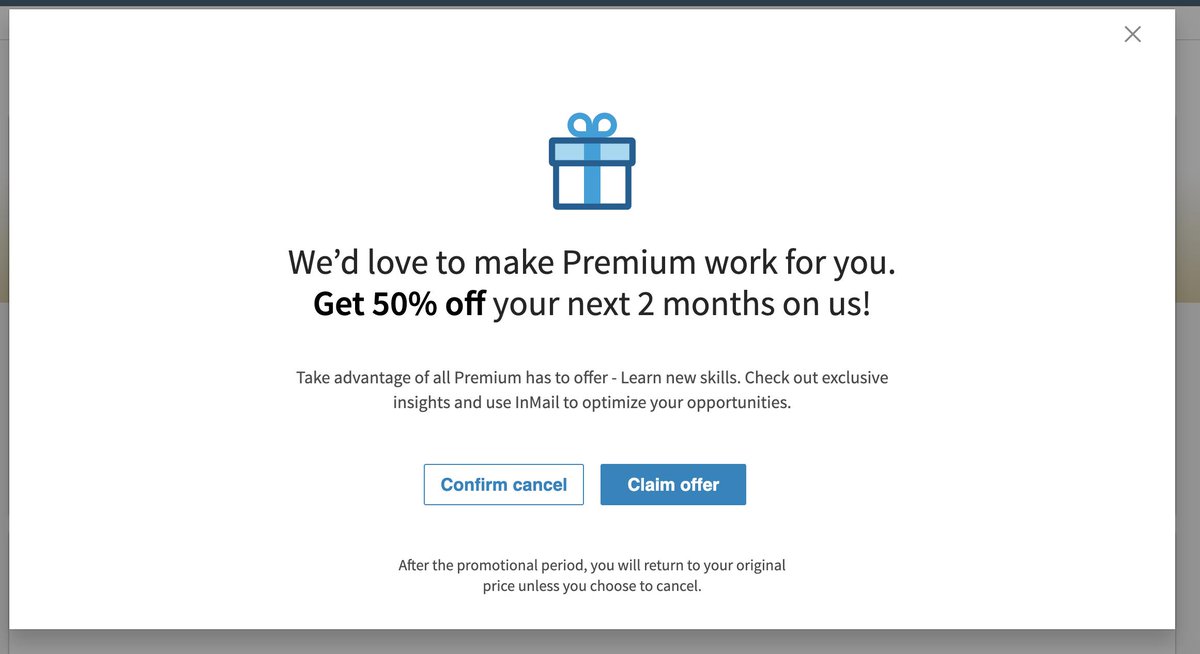 We’d love to make Premium work for you.
Get 50% off your next 2 months on us!
Take advantage of all Premium has to offer - Learn new skills. Check out exclusive
insights and use InMail to optimize your opportunities.
Confirm cancel
Claim offer
After the promotional period, you will return to your original
price unless you choose to cancel.